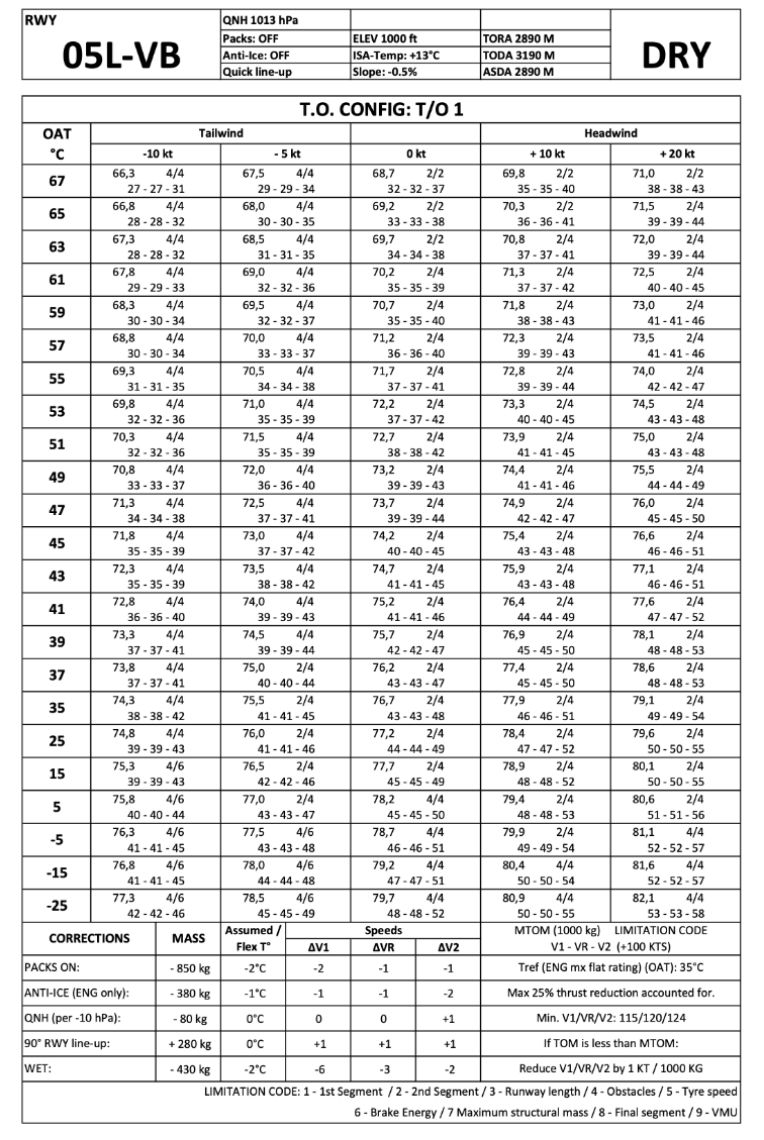 RWY
05L-VB
QNH 1013 hPa
Packs: OFF ELEV 1000 ft TORA 2890 M
Anti-Ice: OFF ISA-Temp: +13°C TODA 3190 M
Quick line-up Slope: -0.5% ASDA 2890 M
DRY
T.O. CONFIG: T/O 1
OAT Tailwind Headwind
°C -10 kt - 5 kt 0 kt + 10 kt + 20 kt
67 66,3 4/4 67,5 4/4 68,7 2/2 69,8 2/2 71,0 2/2
27 - 27 - 31 29 - 29 - 34 32 - 32 - 37 35 - 35 - 40 38 - 38 - 43
65 66,8 4/4 68,0 4/4 69,2 2/2 70,3 2/2 71,5 2/4
28 - 28 - 32 30 - 30 - 35 33 - 33 - 38 36 - 36 - 41 39 - 39 - 44
63 67,3 4/4 68,5 4/4 69,7 2/2 70,8 2/4 72,0 2/4
28 - 28 - 32 31 - 31 - 35 34 - 34 - 38 37 - 37 - 41 39 - 39 - 44
61 67,8 4/4 69,0 4/4 70,2 2/4 71,3 2/4 72,5 2/4
29 - 29 - 33 32 - 32 - 36 35 - 35 - 39 37 - 37 - 42 40 - 40 - 45
59 68,3 4/4 69,5 4/4 70,7 2/4 71,8 2/4 73,0 2/4
30 - 30 - 34 32 - 32 - 37 35 - 35 - 40 38 - 38 - 43 41 - 41 - 46
57 68,8 4/4 70,0 4/4 71,2 2/4 72,3 2/4 73,5 2/4
30 - 30 - 34 33 - 33 - 37 36 - 36 - 40 39 - 39 - 43 41 - 41 - 46
55 69,3 4/4 70,5 4/4 71,7 2/4 72,8 2/4 74,0 2/4
31 - 31 - 35 34 - 34 - 38 37 - 37 - 41 39 - 39 - 44 42 - 42 - 47
53 69,8 4/4 71,0 4/4 72,2 2/4 73,3 2/4 74,5 2/4
32 - 32 - 36 35 - 35 - 39 37 - 37 - 42 40 - 40 - 45 43 - 43 - 48
51 70,3 4/4 71,5 4/4 72,7 2/4 73,9 2/4 75,0 2/4
32 - 32 - 36 35 - 35 - 39 38 - 38 - 42 41 - 41 - 45 43 - 43 - 48
49 70,8 4/4 72,0 4/4 73,2 2/4 74,4 2/4 75,5 2/4
33 - 33 - 37 36 - 36 - 40 39 - 39 - 43 41 - 41 - 46 44 - 44 - 49
47 71,3 4/4 72,5 4/4 73,7 2/4 74,9 2/4 76,0 2/4
34 - 34 - 38 37 - 37 - 41 39 - 39 - 44 42 - 42 - 47 45 - 45 - 50
45 71,8 4/4 73,0 4/4 74,2 2/4 75,4 2/4 76,6 2/4
35 - 35 - 39 37 - 37 - 42 40 - 40 - 45 43 - 43 - 48 46 - 46 - 51
43 72,3 4/4 73,5 4/4 74,7 2/4 75,9 2/4 77,1 2/4
35 - 35 - 39 38 - 38 - 42 41 - 41 - 45 43 - 43 - 48 46 - 46 - 51
41 72,8 4/4 74,0 4/4 75,2 2/4 76,4 2/4 77,6 2/4
36 - 36 - 40 39 - 39 - 43 41 - 41 - 46 44 - 44 - 49 47 - 47 - 52
39 73,3 4/4 74,5 4/4 75,7 2/4 76,9 2/4 78,1 2/4
37 - 37 - 41 39 - 39 - 44 42 - 42 - 47 45 - 45 - 50 48 - 48 - 53
37 73,8 4/4 75,0 2/4 76,2 2/4 77,4 2/4 78,6 2/4
37 - 37 - 41 40 - 40 - 44 43 - 43 - 47 45 - 45 - 50 48 - 48 - 53
35 74,3 4/4 75,5 2/4 76,7 2/4 77,9 2/4 79,1 2/4
38 - 38 - 42 41 - 41 - 45 43 - 43 - 48 46 - 46 - 51 49 - 49 - 54
25 74,8 4/4 76,0 2/4 77,2 2/4 78,4 2/4 79,6 2/4
39 - 39 - 43 41 - 41 - 46 44 - 44 - 49 47 - 47 - 52 50 - 50 - 55
15 75,3 4/6 76,5 2/4 77,7 2/4 78,9 2/4 80,1 2/4
39 - 39 - 43 42 - 42 - 46 45 - 45 - 49 48 - 48 - 52 50 - 50 - 55
5 75,8 4/6 77,0 2/4 78,2 4/4 79,4 2/4 80,6 2/4
40 - 40 - 44 43 - 43 - 47 45 - 45 - 50 48 - 48 - 53 51 - 51 - 56
-5 76,3 4/6 77,5 4/6 78,7 4/4 79,9 2/4 81,1 4/4
41 - 41 - 45 43 - 43 - 48 46 - 46 - 51 49 - 49 - 54 52 - 52 - 57
-15 76,8 4/6 78,0 4/6 79,2 4/4 80,4 4/4 81,6 4/4
41 - 41 - 45 44 - 44 - 48 47 - 47 - 51 50 - 50 - 54 52 - 52 - 57
-25 77,3 4/6 78,5 4/6 79,7 4/4 80,9 4/4 82,1 4/4
42 - 42 - 46 45 - 45 - 49 48 - 48 - 52 50 - 50 - 55 53 - 53 - 58
CORRECTIONS MASS Assumed / Speeds MTOM (1000 kg) LIMITATION CODE
Flex T° ΔV1 ΔVR ΔV2 V1 - VR - V2 (+100 KTS)
PACKS ON: - 850 kg -2°C -2 -1 -1 Tref (ENG mx flat rating) (OAT): 35°C
ANTI-ICE (ENG only): - 380 kg -1°C -1 -1 -2 Max 25% thrust reduction accounted for.
QNH (per -10 hPa): - 80 kg 0°C 0 0 +1 Min. V1/VR/V2: 115/120/124
90° RWY line-up: + 280 kg 0°C +1 +1 +1 If TOM is less than MTOM:
WET: - 430 kg -2°C -6 -3 -2 Reduce V1/VR/V2 by 1 KT / 1000 KG
LIMITATION CODE: 1 - 1st Segment / 2 - 2nd Segment / 3 - Runway length / 4 - Obstacles / 5 - Tyre speed
6 - Brake Energy / 7 Maximum structural mass / 8 - Final segment / 9 - VMU